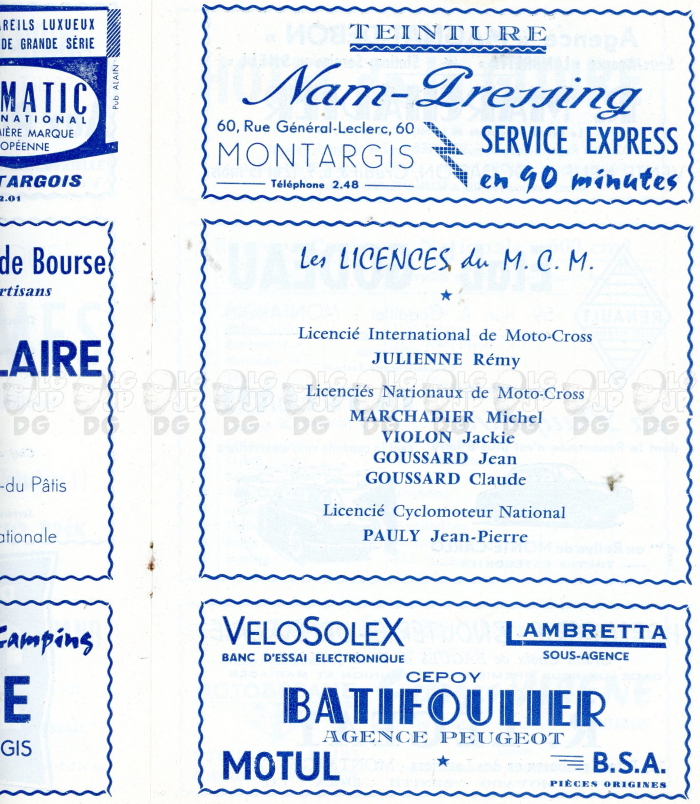 AREILS LUXUEUX
DE GRANDE SÉRIE
MATIC
NATIONAL
IÈRE MARQUE
OPÉENNE
TARGOIS
2.01
Pub ALAIN
de Bourse
rtisans
LAIRE
-du Pâtis
ationale
Camping
E
GIS
TEINTURE
Nam-Pressing
60, Rue Général-Leclerc, 60
MONTARGIS
Téléphone 2.48
SERVICE EXPRESS
en 90 minutes
Les LICENCES du M. C. M.
Licencié International de Moto-Cross
JULIENNE Rémy
Licenciés Nationaux de Moto-Cross
MARCHADIER Michel
VIOLON Jackie
GOUSSARD Jean
GOUSSARD Claude
Licencié Cyclomoteur National
PAULY Jean-Pierre
VELOSOLEX
BANC D'ESSAI ELECTRONIQUE
LAMBRETTA
SOUS-AGENCE
CEPOY
BATIFOULIER
AGENCE PEUGEOT
MOTUL
B.S.A.
PIÈCES ORIGINES